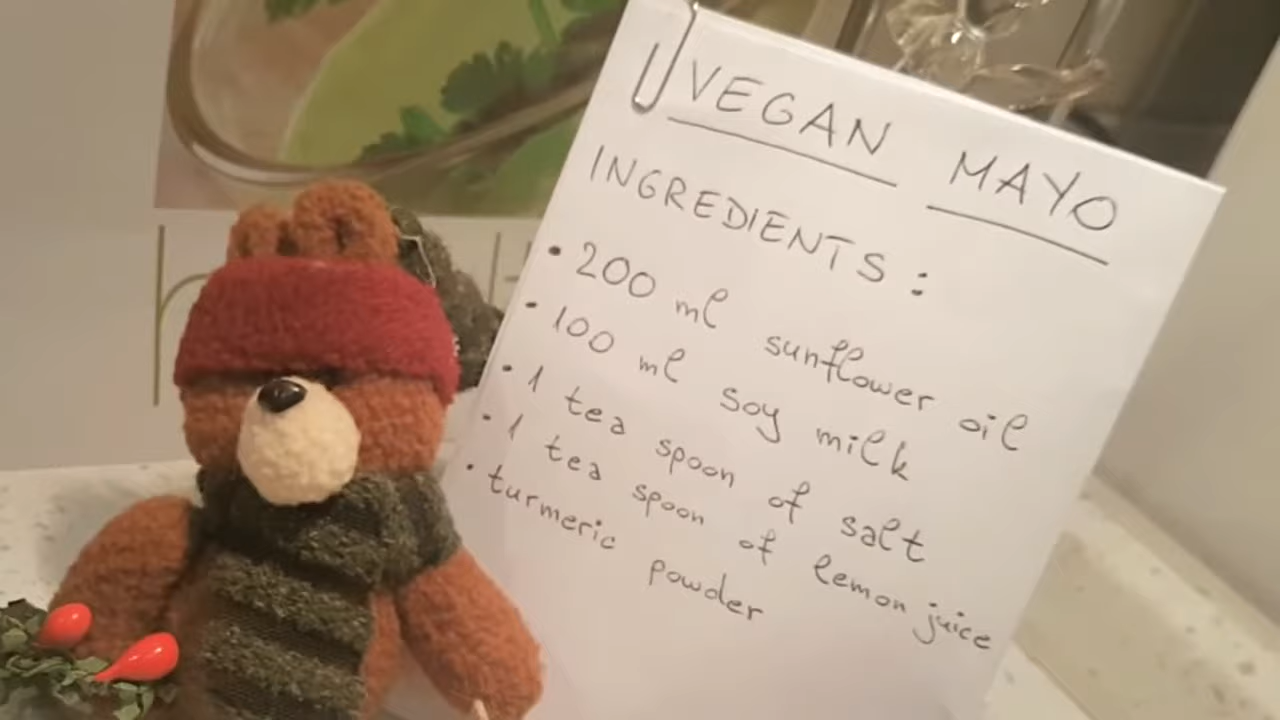 VEGAN MAYO
INGREDIENTS:
• 200 ml sunflower oil
• 100 ml soy milk
• 1 tea spoon of salt
• 1 tea spoon of lemon juice
• turmeric powder